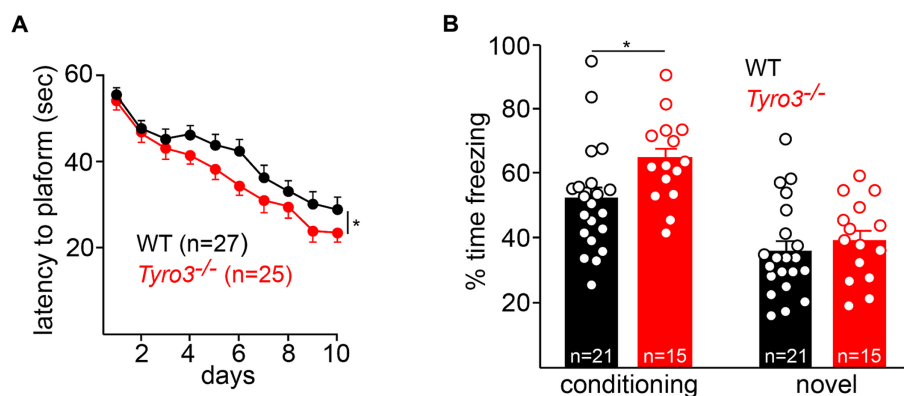 A
latency to plaform (sec)
60
40
20
WT (n=27)
Tyro3-/- (n=25)
*
2 4 6 8 10
days
B
% time freezing
100
80
60
40
20
*
WT
Tyro3-/-
n=21 n=15 n=21 n=15
conditioning novel